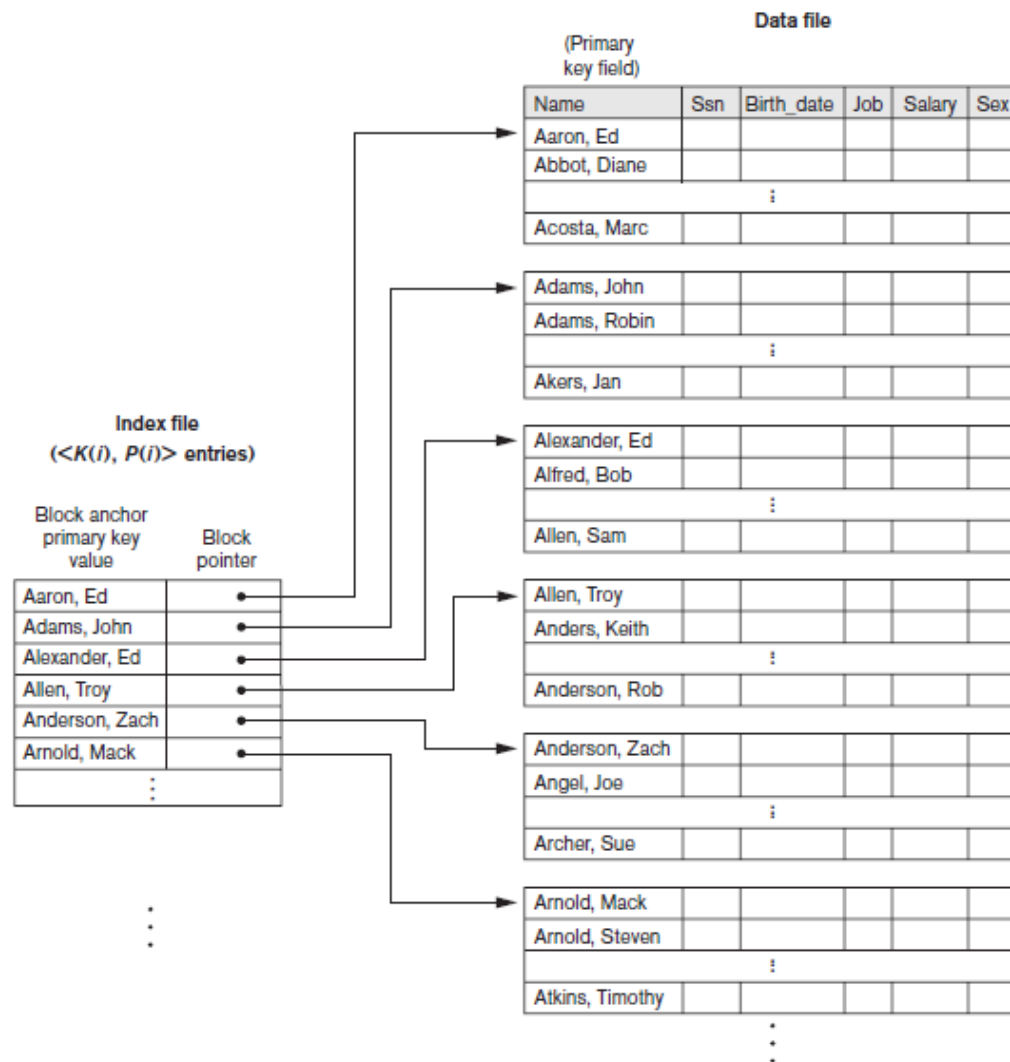 Data file
(Primary
key field)
Name Ssn Birth_date Job Salary Sex
Aaron, Ed
Abbot, Diane
⋮
Acosta, Marc
Adams, John
Adams, Robin
⋮
Akers, Jan
Alexander, Ed
Alfred, Bob
⋮
Allen, Sam
Allen, Troy
Anders, Keith
⋮
Anderson, Rob
Anderson, Zach
Angel, Joe
⋮
Archer, Sue
Arnold, Mack
Arnold, Steven
⋮
Atkins, Timothy
⋮
Index file
(<K(i), P(i)> entries)
Block anchor
primary key
value
Block
pointer
Aaron, Ed
Adams, John
Alexander, Ed
Allen, Troy
Anderson, Zach
Arnold, Mack
⋮
⋮